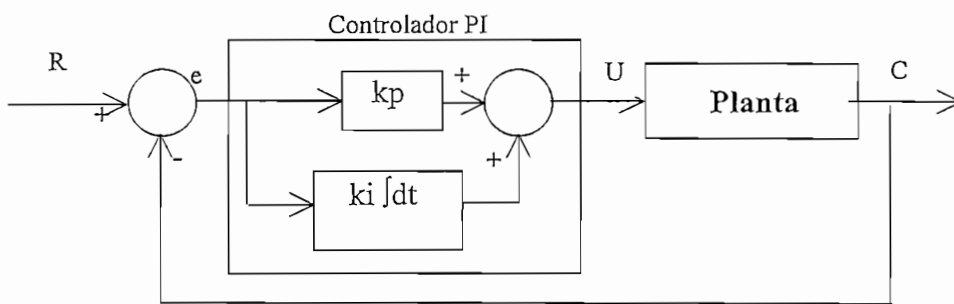 Controlador PI
R
e
+
-
kp
+
+
ki ∫dt
U
Planta
C